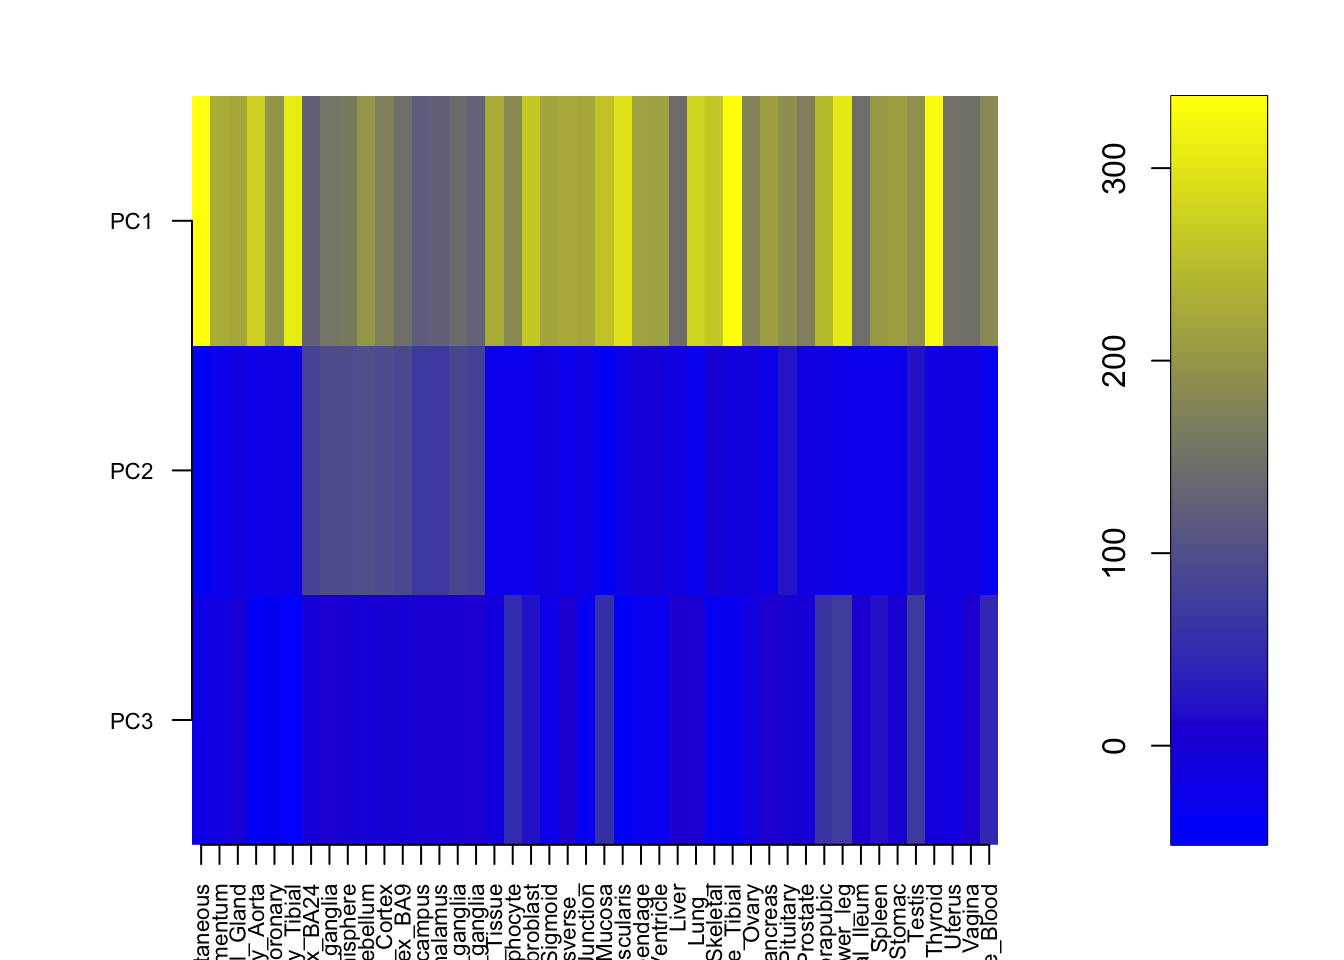 PC1
PC2
PC3
300
200
100
0
taneous
mentum
l_Gland
y_Aorta
oronary
y_Tibial
x_BA24
ganglia
isphere
ebellum
Cortex
ex_BA9
campus
halamus
ganglia
ganglia
Tissue
phocyte
broblast
Sigmoid
sverse_
Junction
Mucosa
scularis
endage
Ventricle
Liver
Lung
Skeletal
e_Tibial
Ovary
ancreas
Pituitary
Prostate
rapubic
wer_leg
al_Ileum
Spleen
Stomac
Testis
Thyroid
Uterus
Vagina
e_Blood